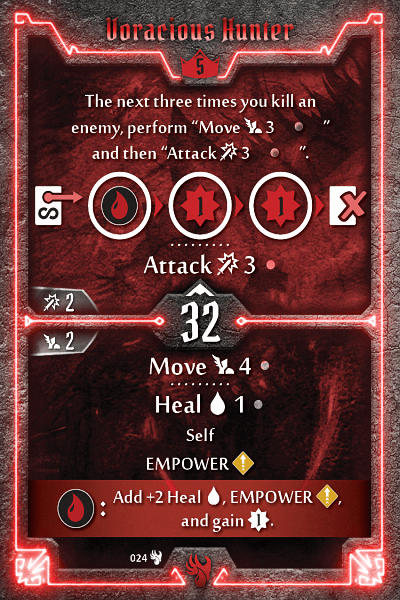 Voracious Hunter
5
The next three times you kill an
enemy, perform “Move 3 ”
and then “Attack 3 ”.
1 1
Attack 3
2
32
2
Move 4
Heal 1
Self
EMPOWER
: Add +2 Heal , EMPOWER ,
and gain 1.
024